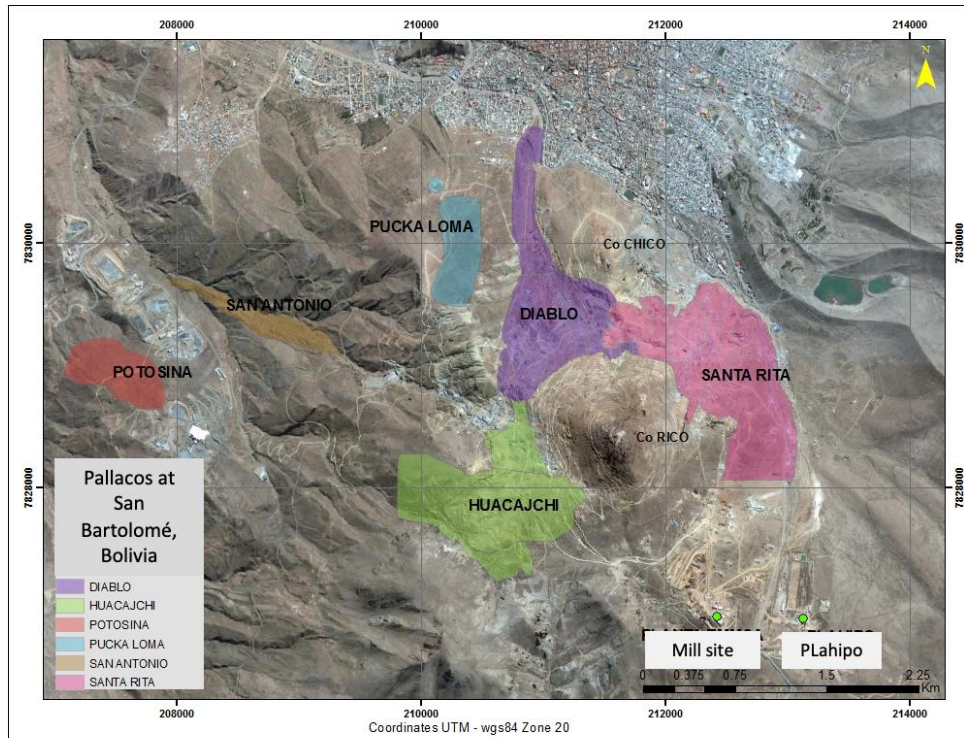 208000 210000 212000 214000
N
7830000 7830000
7828000 7828000
PUCKA LOMA
Co CHICO
SAN ANTONIO
DIABLO
POTOSINA
SANTA RITA
Co RICO
HUACAJCHI
Pallacos at
San
Bartolomé,
Bolivia
DIABLO
HUACAJCHI
POTOSINA
PUCKA LOMA
SAN ANTONIO
SANTA RITA
Mill site PLahipo
0 0.375 0.75 1.5 2.25
Km
208000 210000 212000 214000
Coordinates UTM - wgs84 Zone 20